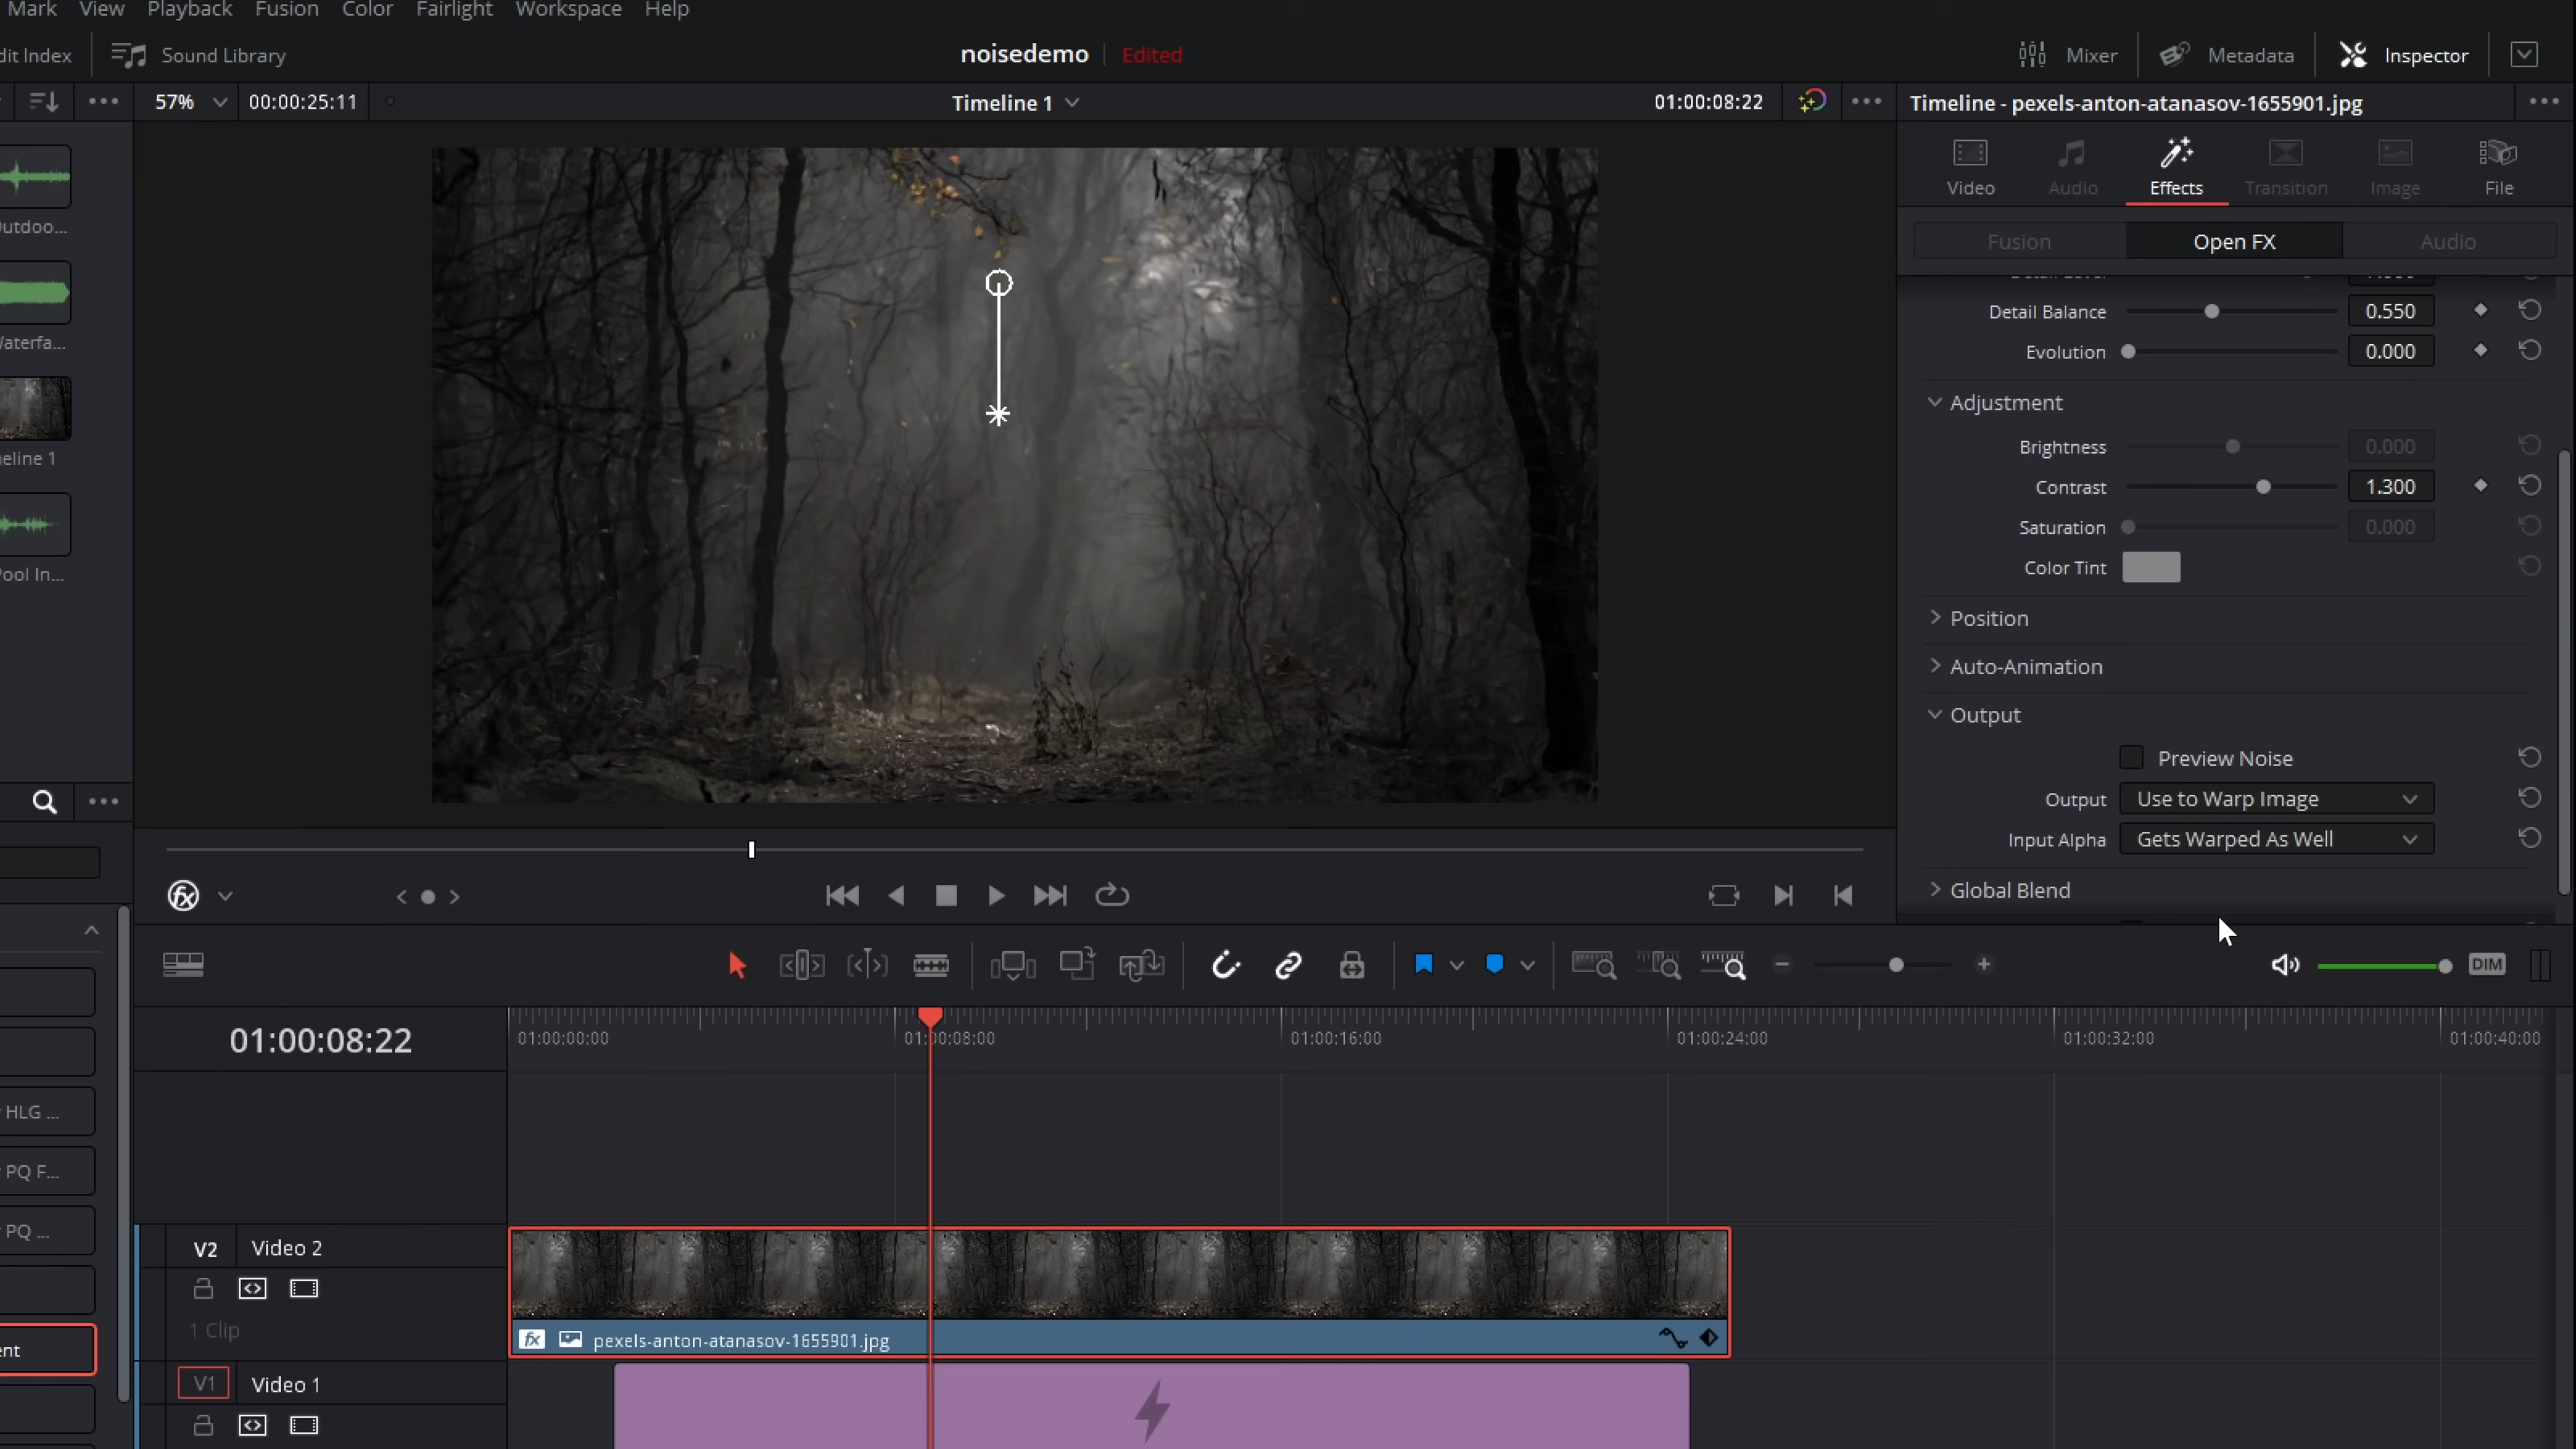 Mark View Playback Fusion Color Fairlight Workspace Help
dit Index Sound Library noisedemo Edited Mixer Metadata Inspector
57% 00:00:25:11 Timeline 1 01:00:08:22 Timeline - pexels-anton-atanasov-1655901.jpg
Video Audio Effects Transition Image File
Fusion Open FX Audio
utdoo...
Detail Balance 0.550
Evolution 0.000
aterfa...
Adjustment
Brightness 0.000
eline 1
Contrast 1.300
Saturation 0.000
Color Tint
Pool In...
Position
Auto-Animation
Output
Preview Noise
Output Use to Warp Image
Input Alpha Gets Warped As Well
fx
Global Blend
DIM
01:00:08:22 01:00:00:00 01:00:08:00 01:00:16:00 01:00:24:00 01:00:32:00 01:00:40:00
HLG ...
PQ F...
PQ ...
V2 Video 2
1 Clip
ent
fx pexels-anton-atanasov-1655901.jpg
V1 Video 1